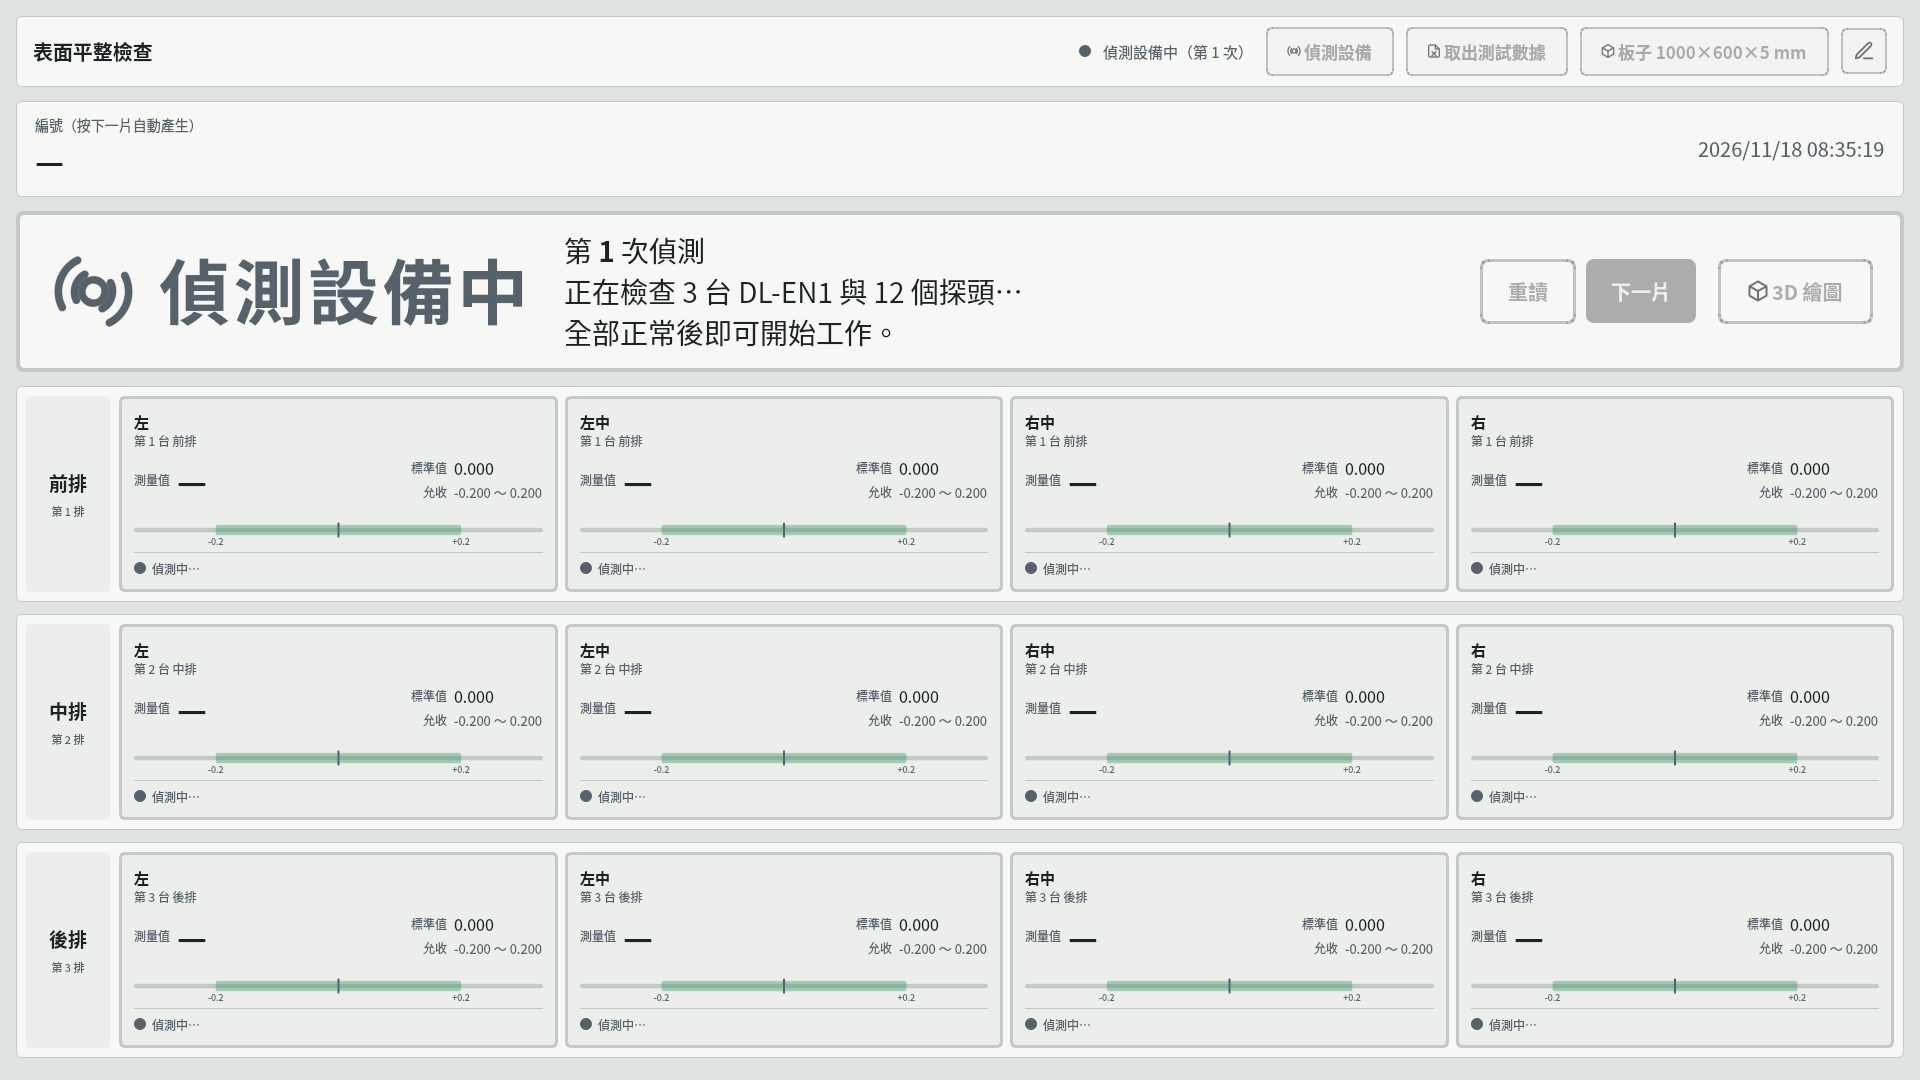 表面平整檢查
偵測設備中（第 1 次）
偵測設備
取出測試數據
板子 1000×600×5 mm
編號（按下一片自動產生）
—
2026/11/18 08:35:19
偵測設備中
第 1 次偵測
正在檢查 3 台 DL-EN1 與 12 個探頭⋯
全部正常後即可開始工作。
重讀
下一片
3D 繪圖
前排
第 1 排
左
第 1 台 前排
測量值 —
標準值 0.000
允收 -0.200 ～ 0.200
-0.2 +0.2
偵測中⋯
左中
第 1 台 前排
測量值 —
標準值 0.000
允收 -0.200 ～ 0.200
-0.2 +0.2
偵測中⋯
右中
第 1 台 前排
測量值 —
標準值 0.000
允收 -0.200 ～ 0.200
-0.2 +0.2
偵測中⋯
右
第 1 台 前排
測量值 —
標準值 0.000
允收 -0.200 ～ 0.200
-0.2 +0.2
偵測中⋯
中排
第 2 排
左
第 2 台 中排
測量值 —
標準值 0.000
允收 -0.200 ～ 0.200
-0.2 +0.2
偵測中⋯
左中
第 2 台 中排
測量值 —
標準值 0.000
允收 -0.200 ～ 0.200
-0.2 +0.2
偵測中⋯
右中
第 2 台 中排
測量值 —
標準值 0.000
允收 -0.200 ～ 0.200
-0.2 +0.2
偵測中⋯
右
第 2 台 中排
測量值 —
標準值 0.000
允收 -0.200 ～ 0.200
-0.2 +0.2
偵測中⋯
後排
第 3 排
左
第 3 台 後排
測量值 —
標準值 0.000
允收 -0.200 ～ 0.200
-0.2 +0.2
偵測中⋯
左中
第 3 台 後排
測量值 —
標準值 0.000
允收 -0.200 ～ 0.200
-0.2 +0.2
偵測中⋯
右中
第 3 台 後排
測量值 —
標準值 0.000
允收 -0.200 ～ 0.200
-0.2 +0.2
偵測中⋯
右
第 3 台 後排
測量值 —
標準值 0.000
允收 -0.200 ～ 0.200
-0.2 +0.2
偵測中⋯